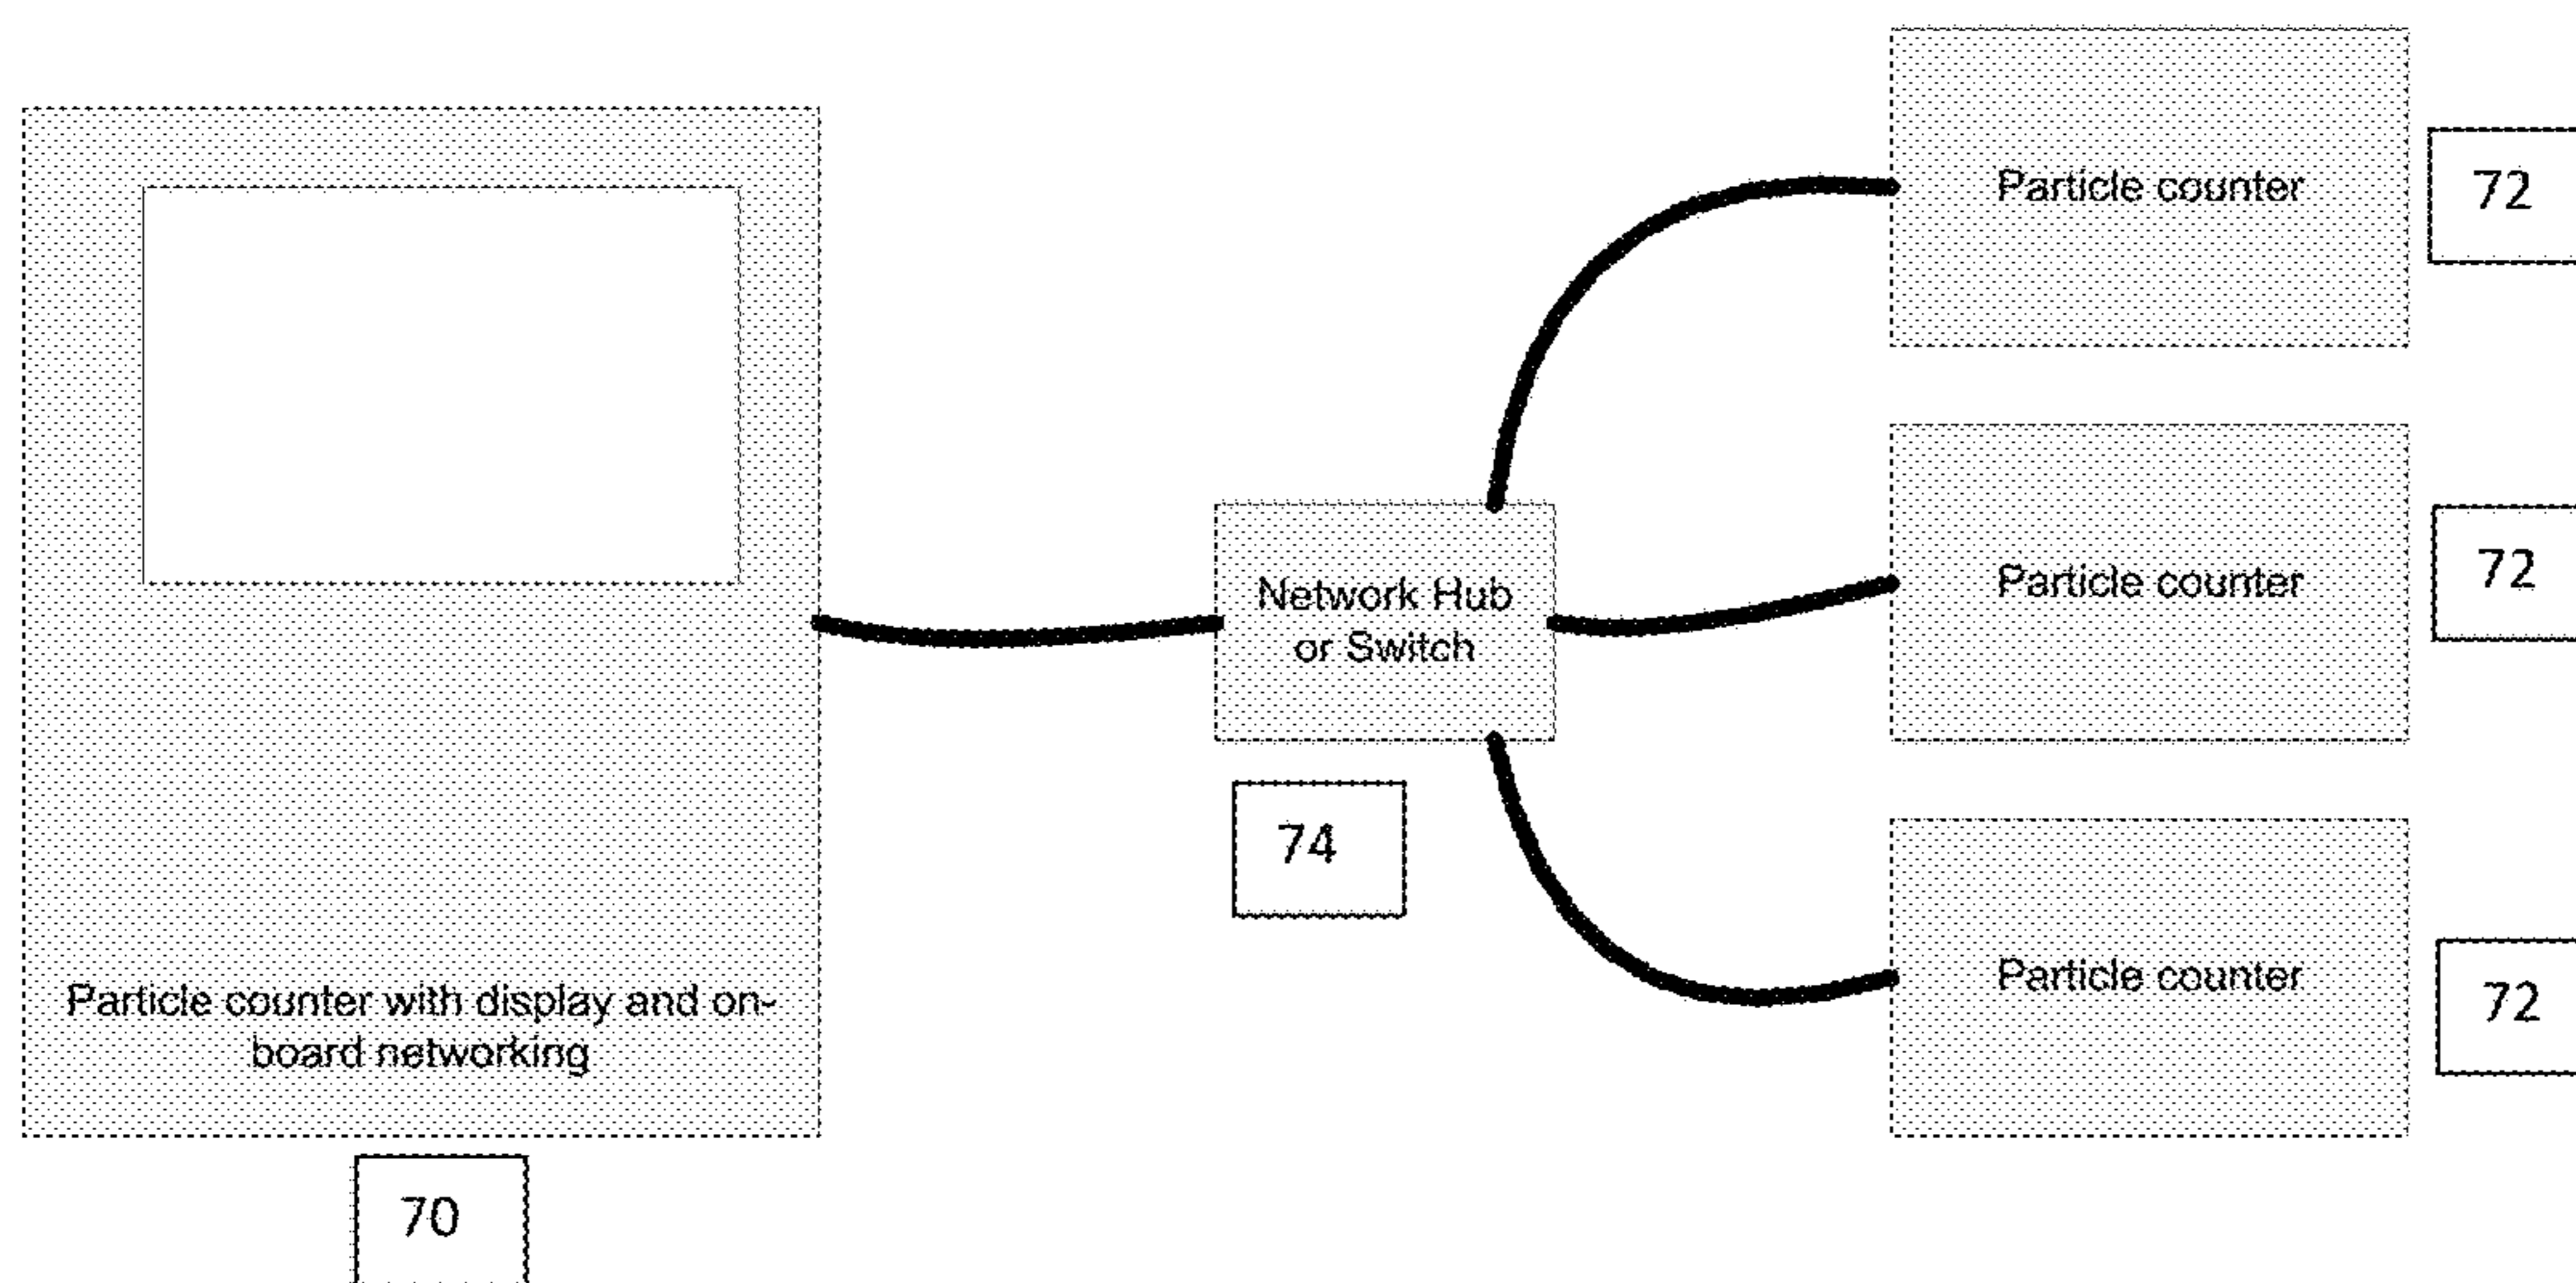 Particle counter
72
Particle counter
72
Network Hub
or Switch
74
Particle counter
72
Particle counter with display and on-
board networking
70